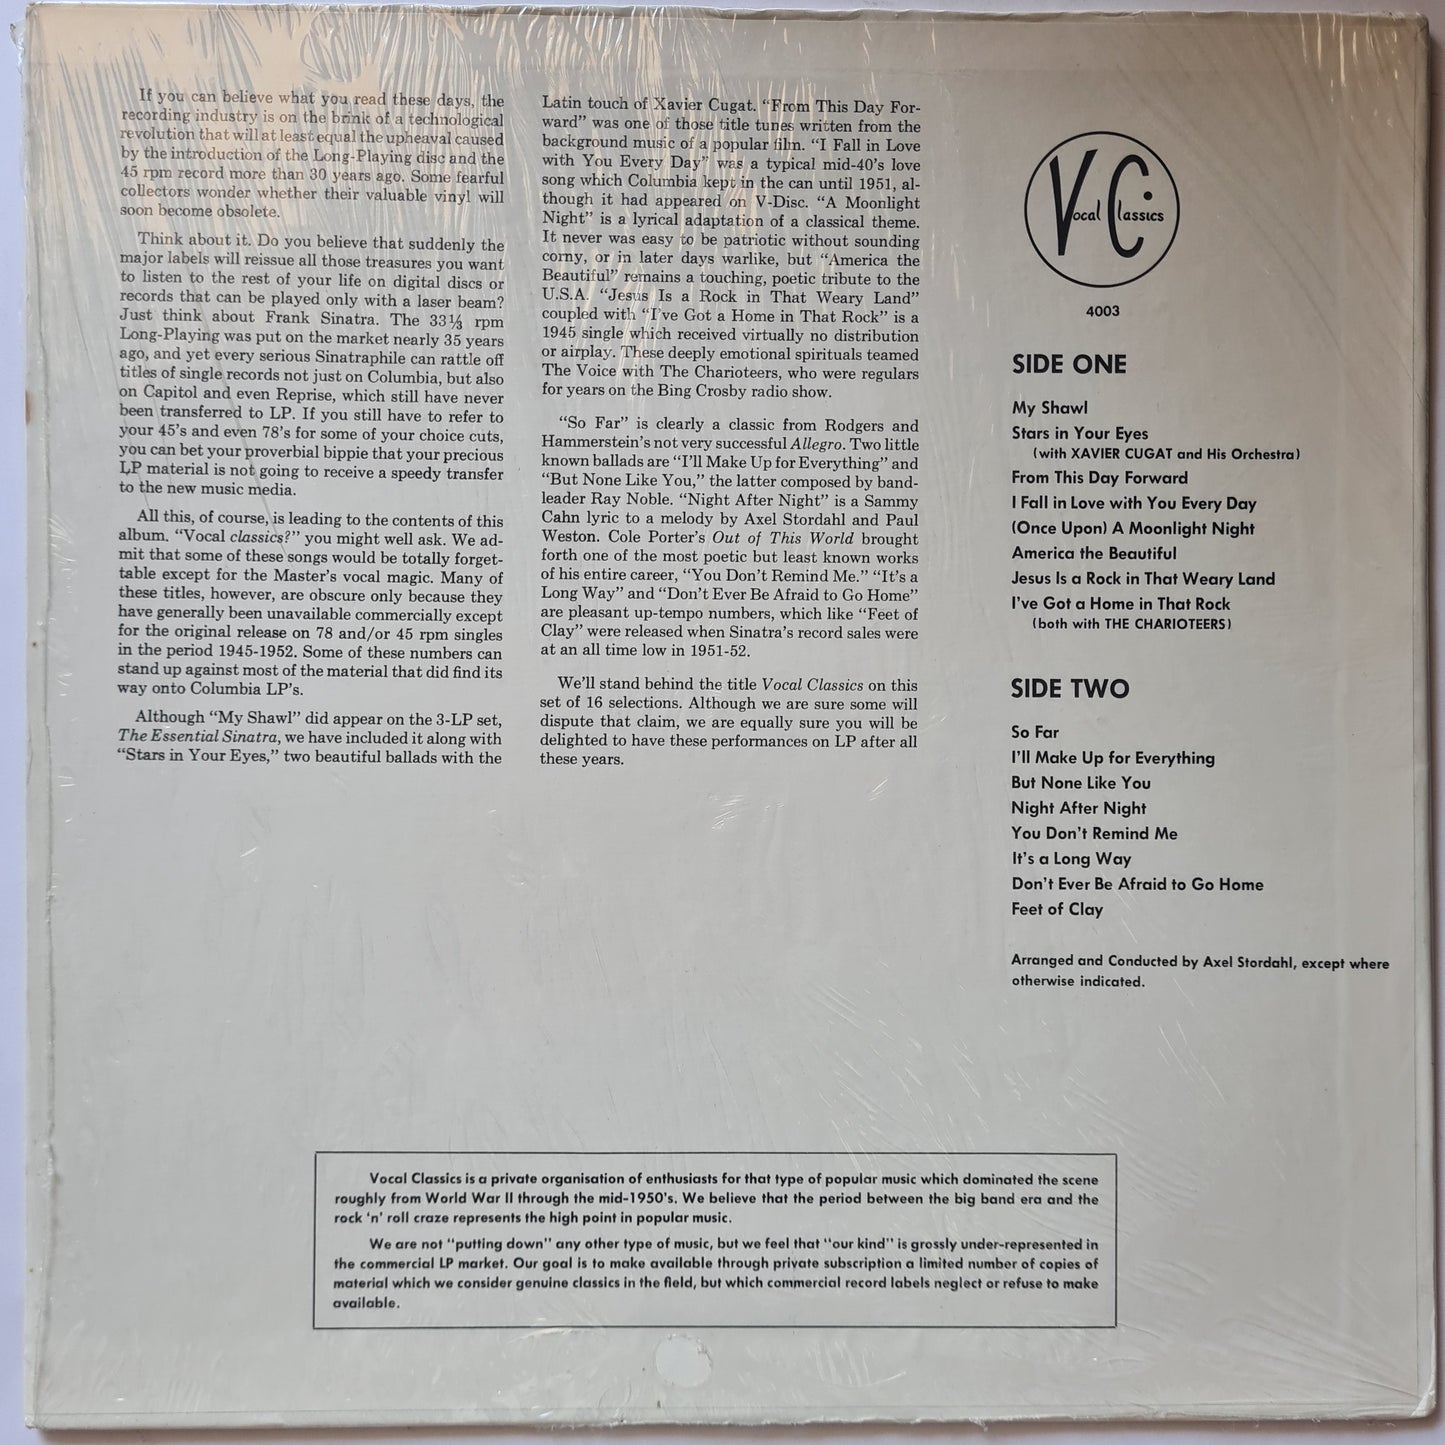 If you can believe what you read these days, the
recording industry is on the brink of a technological
revolution that will at least equal the upheaval caused
by the introduction of the Long-Playing disc and the
45 rpm record more than 30 years ago. Some fearful
collectors wonder whether their valuable vinyl will
soon become obsolete.
Think about it. Do you believe that suddenly the
major labels will reissue all those treasures you want
to listen to the rest of your life on digital discs or
records that can be played only with a laser beam?
Just think about Frank Sinatra. The 33⅓ rpm
Long-Playing was put on the market nearly 35 years
ago, and yet every serious Sinatraphile can rattle off
titles of single records not just on Columbia, but also
on Capitol and even Reprise, which still have never
been transferred to LP. If you still have to refer to
your 45's and even 78's for some of your choice cuts,
you can bet your proverbial bippie that your precious
LP material is not going to receive a speedy transfer
to the new music media.
All this, of course, is leading to the contents of this
album. "Vocal classics?" you might well ask. We ad-
mit that some of these songs would be totally forget-
table except for the Master's vocal magic. Many of
these titles, however, are obscure only because they
have generally been unavailable commercially except
for the original release on 78 and/or 45 rpm singles
in the period 1945-1952. Some of these numbers can
stand up against most of the material that did find its
way onto Columbia LP's.
Although "My Shawl" did appear on the 3-LP set,
The Essential Sinatra, we have included it along with
"Stars in Your Eyes," two beautiful ballads with the
Latin touch of Xavier Cugat. "From This Day For-
ward" was one of those title tunes written from the
background music of a popular film. "I Fall in Love
with You Every Day" was a typical mid-40's love
song which Columbia kept in the can until 1951, al-
though it had appeared on V-Disc. "A Moonlight
Night" is a lyrical adaptation of a classical theme.
It never was easy to be patriotic without sounding
corny, or in later days warlike, but "America the
Beautiful" remains a touching, poetic tribute to the
U.S.A. "Jesus Is a Rock in That Weary Land"
coupled with "I've Got a Home in That Rock" is a
1945 single which received virtually no distribution
or airplay. These deeply emotional spirituals teamed
The Voice with The Charioteers, who were regulars
for years on the Bing Crosby radio show.
"So Far" is clearly a classic from Rodgers and
Hammerstein's not very successful Allegro. Two little
known ballads are "I'll Make Up for Everything" and
"But None Like You," the latter composed by band-
leader Ray Noble. "Night After Night" is a Sammy
Cahn lyric to a melody by Axel Stordahl and Paul
Weston. Cole Porter's Out of This World brought
forth one of the most poetic but least known works
of his entire career, "You Don't Remind Me." "It's a
Long Way" and "Don't Ever Be Afraid to Go Home"
are pleasant up-tempo numbers, which like "Feet of
Clay" were released when Sinatra's record sales were
at an all time low in 1951-52.
We'll stand behind the title Vocal Classics on this
set of 16 selections. Although we are sure some will
dispute that claim, we are equally sure you will be
delighted to have these performances on LP after all
these years.
Vocal Classics
4003
SIDE ONE
My Shawl
Stars in Your Eyes
(with XAVIER CUGAT and His Orchestra)
From This Day Forward
I Fall in Love with You Every Day
(Once Upon) A Moonlight Night
America the Beautiful
Jesus Is a Rock in That Weary Land
I've Got a Home in That Rock
(both with THE CHARIOTEERS)
SIDE TWO
So Far
I'll Make Up for Everything
But None Like You
Night After Night
You Don't Remind Me
It's a Long Way
Don't Ever Be Afraid to Go Home
Feet of Clay
Arranged and Conducted by Axel Stordahl, except where
otherwise indicated.
Vocal Classics is a private organisation of enthusiasts for that type of popular music which dominated the scene
roughly from World War II through the mid-1950's. We believe that the period between the big band era and the
rock 'n' roll craze represents the high point in popular music.
We are not "putting down" any other type of music, but we feel that "our kind" is grossly under-represented in
the commercial LP market. Our goal is to make available through private subscription a limited number of copies of
material which we consider genuine classics in the field, but which commercial record labels neglect or refuse to make
available.